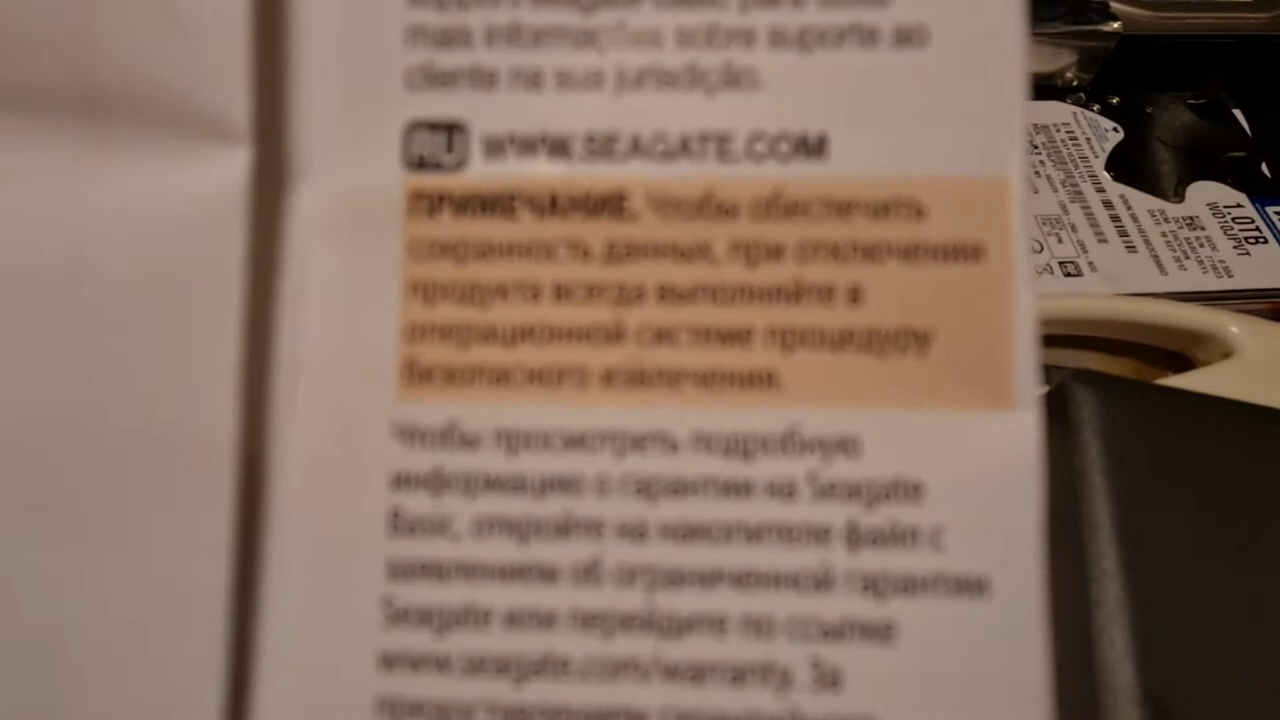 mais informações sobre suporte ao
cliente na sua jurisdição.
RU WWW.SEAGATE.COM
ПРИМЕЧАНИЕ. Чтобы обеспечить
сохранность данных, при отключении
продукта всегда выполняйте в
операционной системе процедуру
безопасного извлечения.
Чтобы просмотреть подробную
информацию о гарантии на Seagate
Basic, откройте на накопителе файл с
заявлением об ограниченной гарантии
Seagate или перейдите по ссылке
www.seagate.com/warranty. За
1.0TB
WD10JPVT